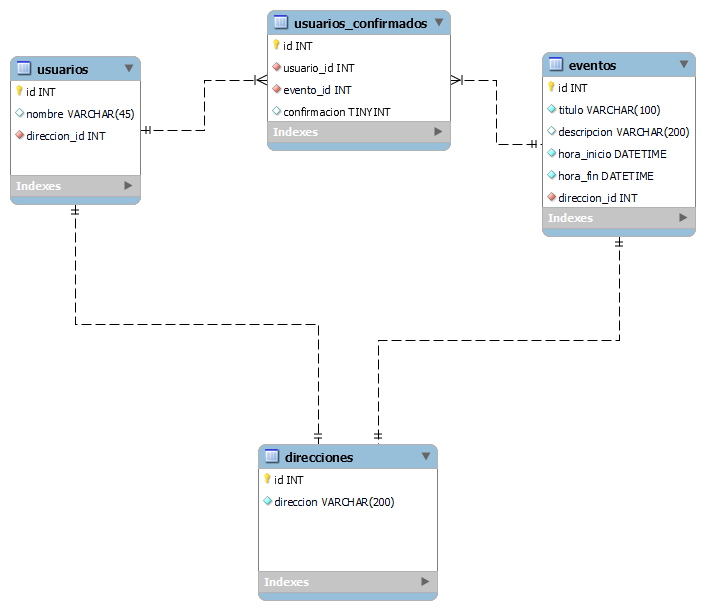 usuarios_confirmados
id INT
usuario_id INT
evento_id INT
confirmacion TINYINT
Indexes
usuarios
id INT
nombre VARCHAR(45)
direccion_id INT
Indexes
eventos
id INT
titulo VARCHAR(100)
descripcion VARCHAR(200)
hora_inicio DATETIME
hora_fin DATETIME
direccion_id INT
Indexes
direcciones
id INT
direccion VARCHAR(200)
Indexes